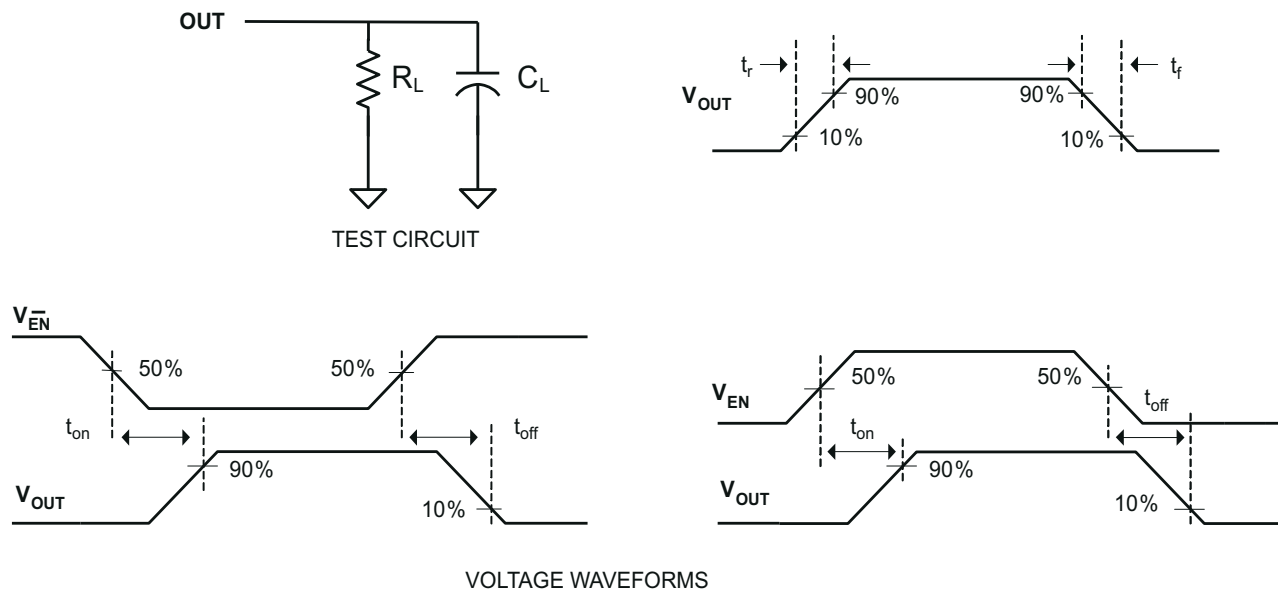 OUT
R_L
C_L
TEST CIRCUIT
t_r
t_f
V_OUT
90%
90%
10%
10%
V_E̅N̅
50%
50%
t_on
t_off
90%
V_OUT
10%
V_EN
50%
50%
t_on
t_off
90%
V_OUT
10%
VOLTAGE WAVEFORMS